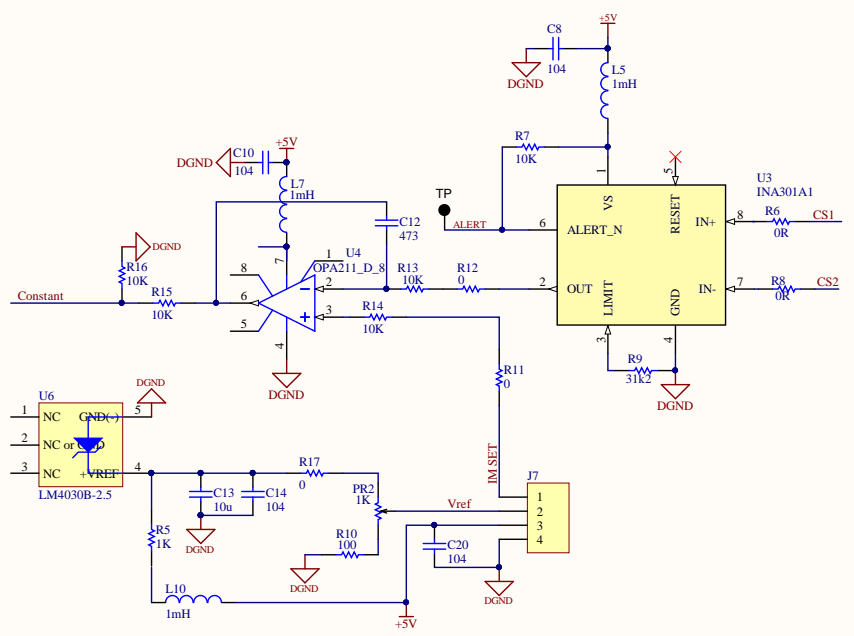 +5V
C8
104
DGND
L5
1mH
R7
10K
TP
ALERT
1
5
U3
INA301A1
VS
RESET
6
ALERT_N
IN+
8
R6
0R
CS1
2
OUT
LIMIT
GND
IN-
7
R8
0R
CS2
3
4
R9
31k2
DGND
+5V
DGND
C10
104
L7
1mH
C12
473
7
1
U4
OPA211_D_8
8
2
6
3
5
4
DGND
R13
10K
R12
0
R14
10K
DGND
R16
10K
Constant
R15
10K
R11
0
IM SET
DGND
U6
1
NC
GND(-)
5
2
NC or GND
3
NC
+VREF
4
LM4030B-2.5
R17
0
C13
10u
C14
104
DGND
PR2
1K
Vref
R5
1K
R10
100
DGND
J7
1
2
3
4
C20
104
DGND
L10
1mH
+5V